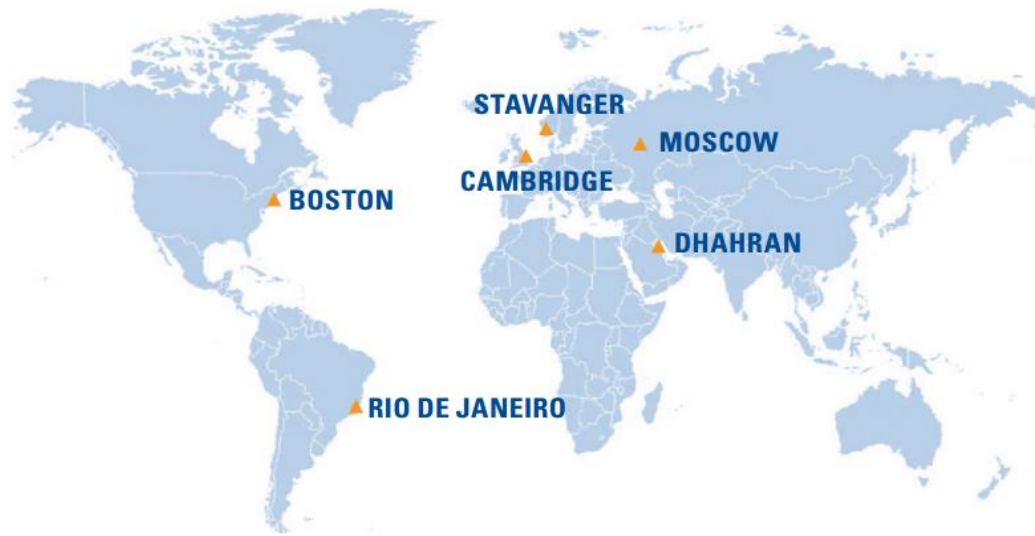 STAVANGER
MOSCOW
CAMBRIDGE
BOSTON
DHAHRAN
RIO DE JANEIRO